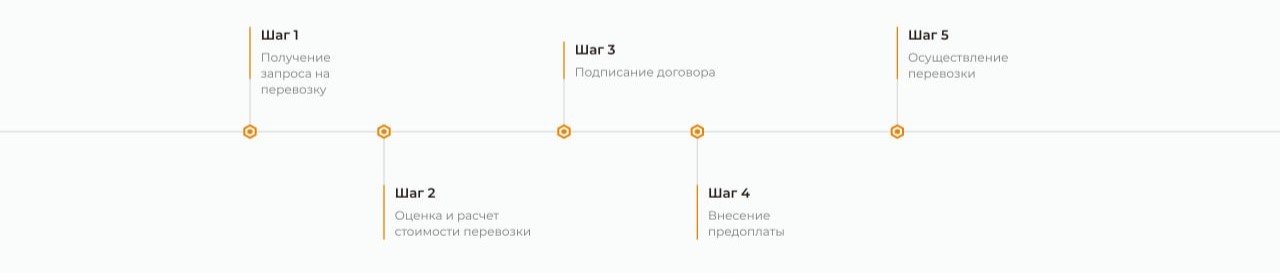 Шаг 1
Получение
запроса на
перевозку
Шаг 2
Оценка и расчет
стоимости перевозки
Шаг 3
Подписание договора
Шаг 4
Внесение
предоплаты
Шаг 5
Осуществление
перевозки